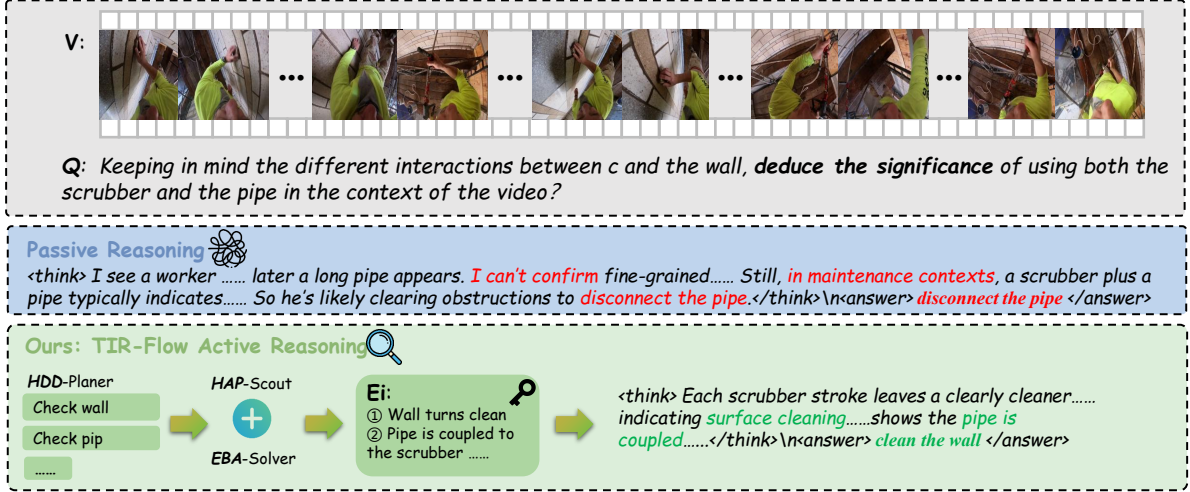 V:
... ... ... ...
Q: Keeping in mind the different interactions between c and the wall, deduce the significance of using both the
scrubber and the pipe in the context of the video?
Passive Reasoning
<think> I see a worker …… later a long pipe appears. I can't confirm fine-grained…… Still, in maintenance contexts, a scrubber plus a
pipe typically indicates…… So he's likely clearing obstructions to disconnect the pipe.</think>\n<answer> disconnect the pipe </answer>
Ours: TIR-Flow Active Reasoning
HDD-Planer
Check wall
Check pip
……
HAP-Scout
+
EBA-Solver
Ei:
① Wall turns clean
② Pipe is coupled to
the scrubber ……
<think> Each scrubber stroke leaves a clearly cleaner……
indicating surface cleaning……shows the pipe is
coupled……</think>\n<answer> clean the wall </answer>